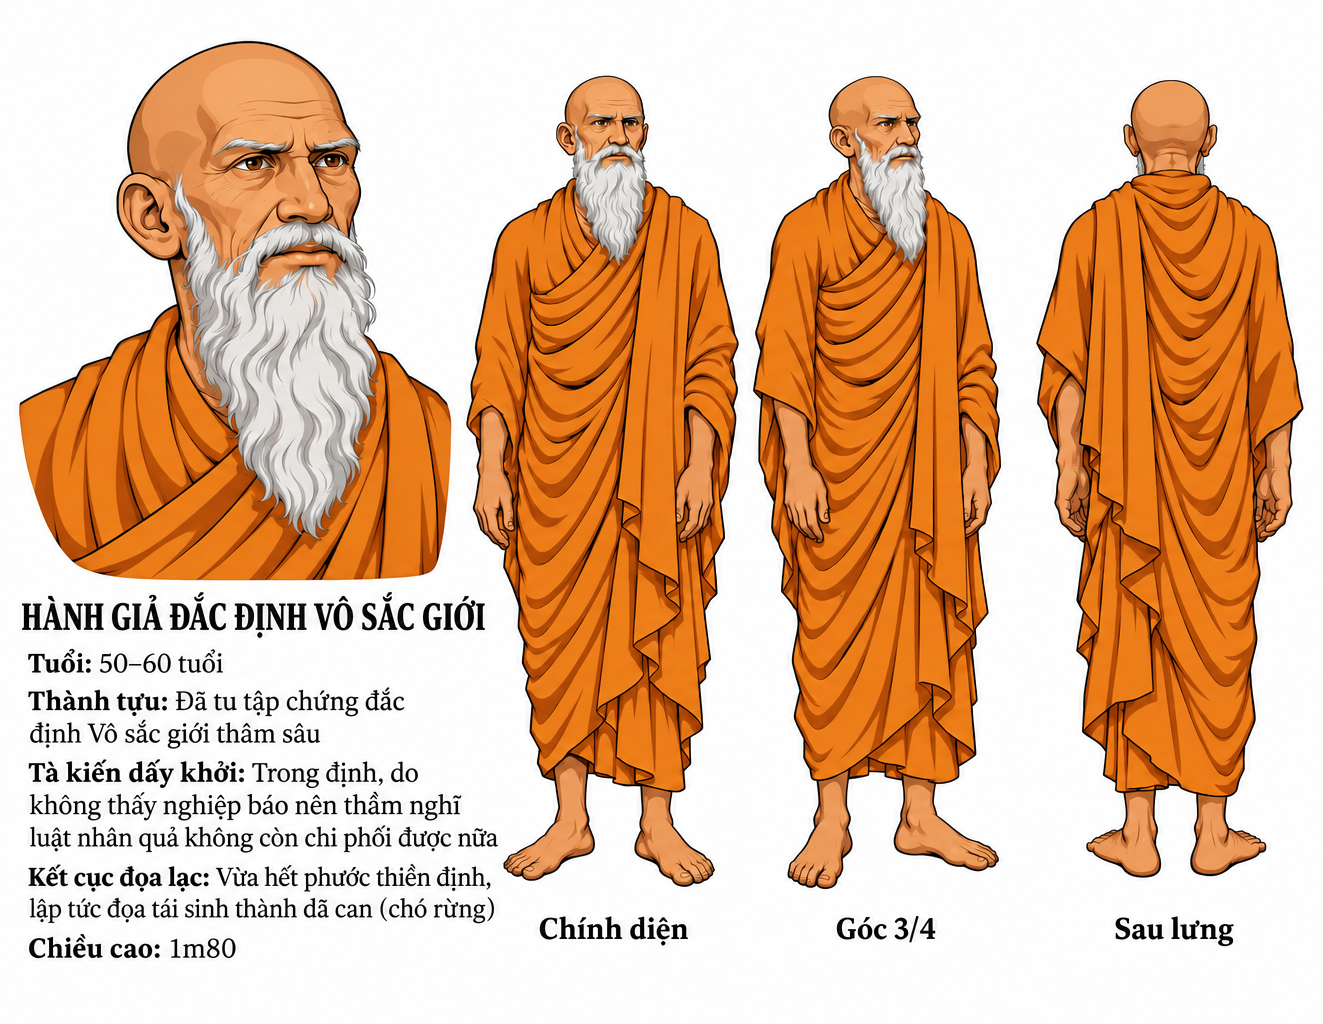 HÀNH GIẢ ĐẮC ĐỊNH VÔ SẮC GIỚI
Tuổi: 50–60 tuổi
Thành tựu: Đã tu tập chứng đắc
định Vô sắc giới thâm sâu
Tà kiến dấy khởi: Trong định, do
không thấy nghiệp báo nên thầm nghĩ
luật nhân quả không còn chi phối được nữa
Kết cục đọa lạc: Vừa hết phước thiền định,
lập tức đọa tái sinh thành dã can (chó rừng)
Chiều cao: 1m80
Chính diện
Góc 3/4
Sau lưng